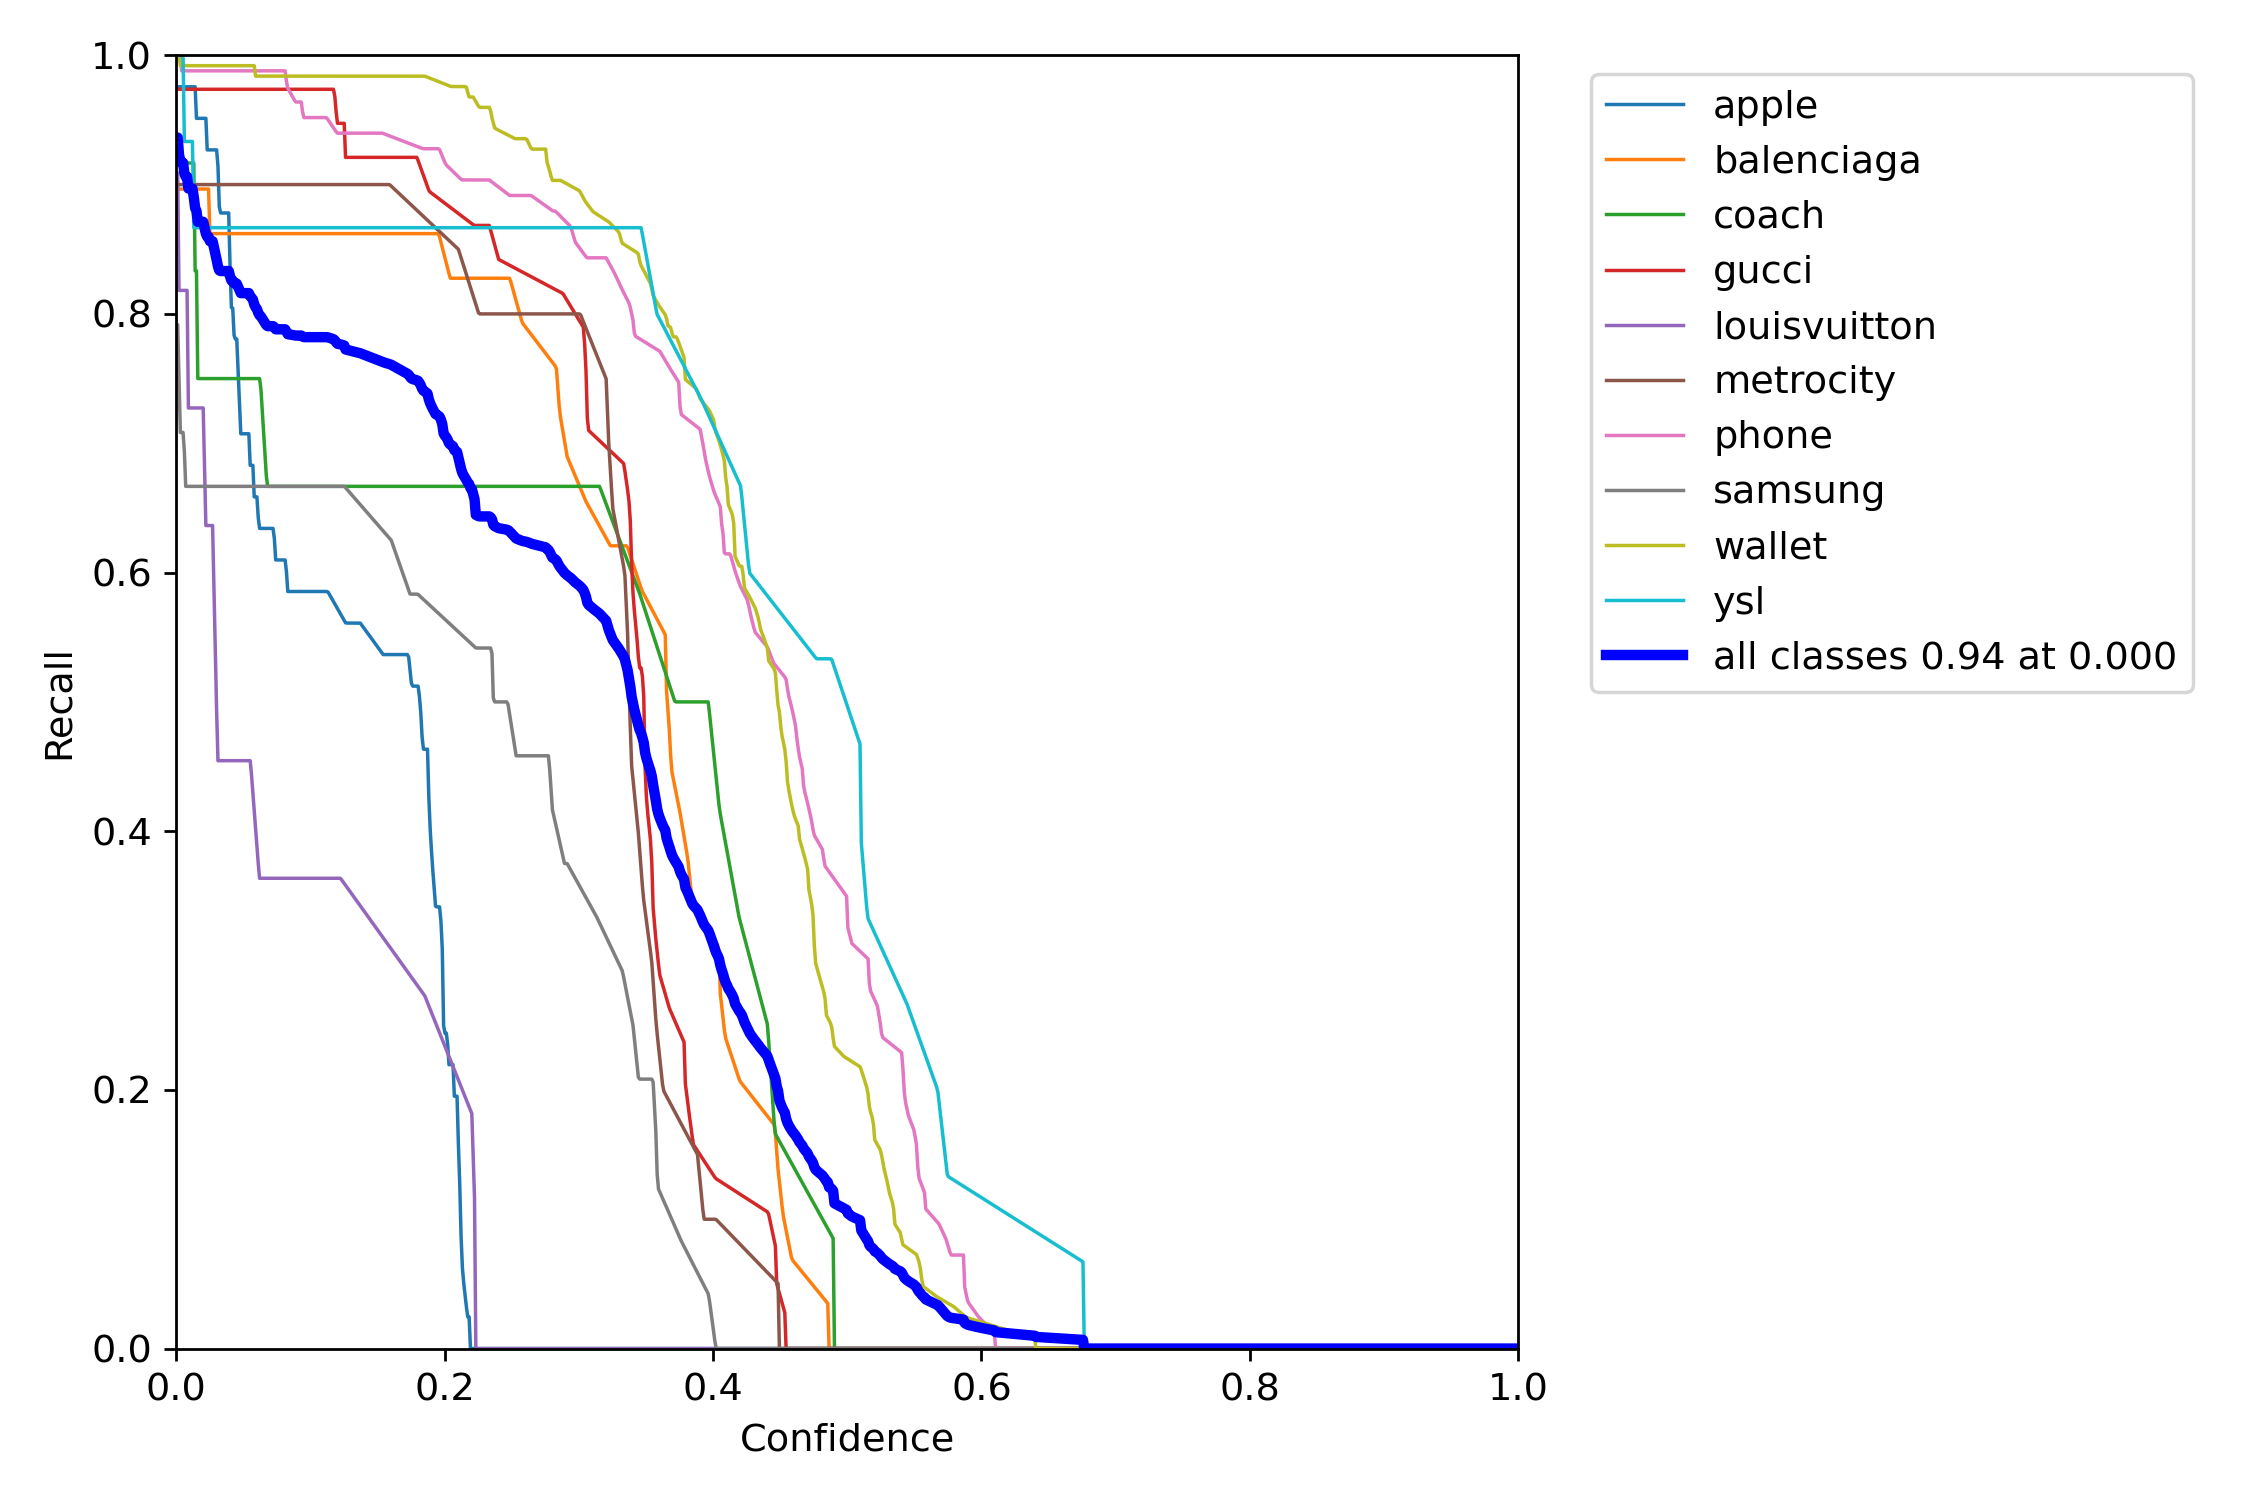 1.0
0.8
0.6
0.4
0.2
0.0
Recall
0.0 0.2 0.4 0.6 0.8 1.0
Confidence
apple
balenciaga
coach
gucci
louisvuitton
metrocity
phone
samsung
wallet
ysl
all classes 0.94 at 0.000